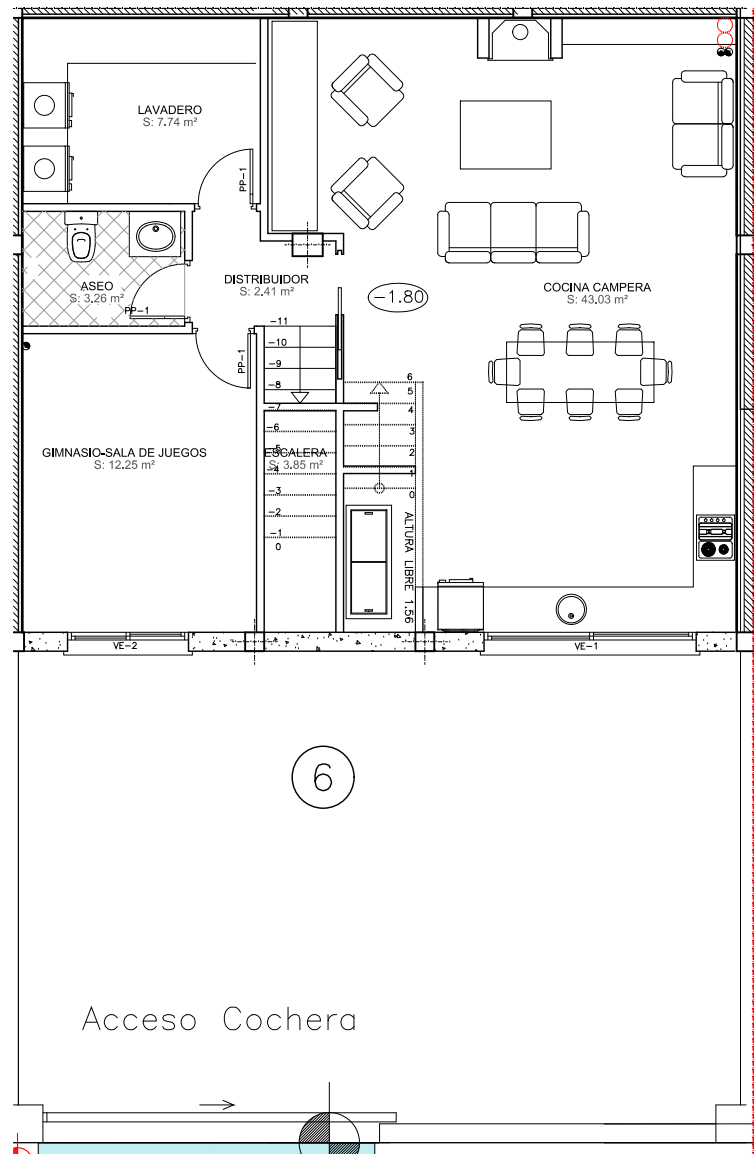 LAVADERO
S: 7.74 m²
PP-1
ASEO
S: 3.26 m²
PP-1
DISTRIBUIDOR
S: 2.41 m²
-1.80
COCINA CAMPERA
S: 43.03 m²
PP-1
-11
-10
-9
-8
-7
-6
-5
-4
-3
-2
-1
0
6
5
4
3
2
1
0
GIMNASIO-SALA DE JUEGOS
S: 12.25 m²
ESCALERA
S: 3.85 m²
ALTURA LIBRE 1.56
VE-2
VE-1
6
Acceso Cochera